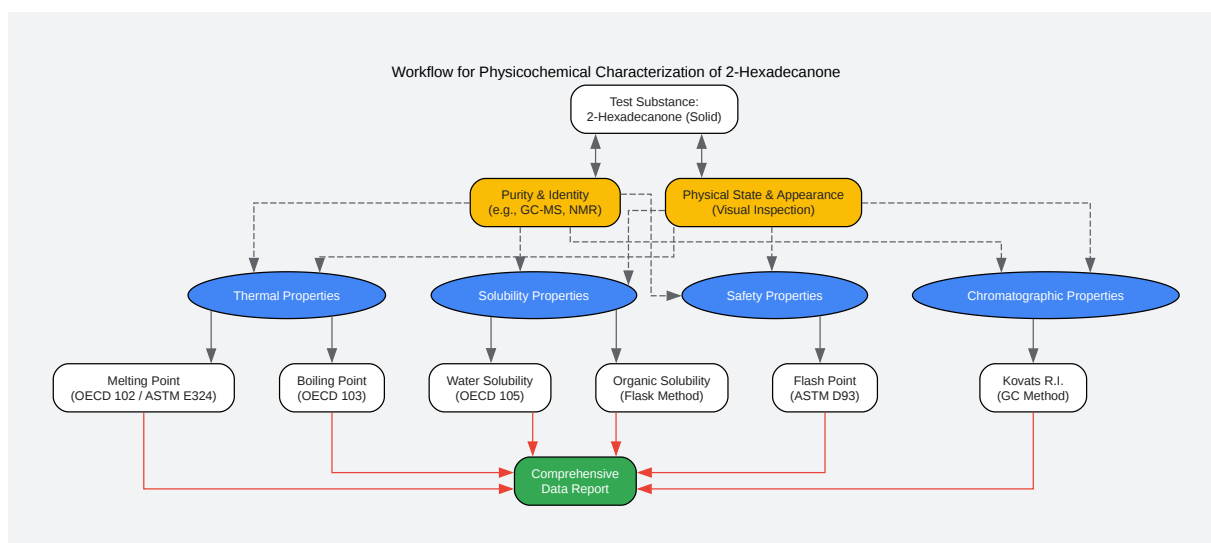 Workflow for Physicochemical Characterization of 2-Hexadecanone
Test Substance:
2-Hexadecanone (Solid)
Purity & Identity
(e.g., GC-MS, NMR)
Physical State & Appearance
(Visual Inspection)
Thermal Properties
Solubility Properties
Safety Properties
Chromatographic Properties
Melting Point
(OECD 102 / ASTM E324)
Boiling Point
(OECD 103)
Water Solubility
(OECD 105)
Organic Solubility
(Flask Method)
Flash Point
(ASTM D93)
Kovats R.I.
(GC Method)
Comprehensive
Data Report